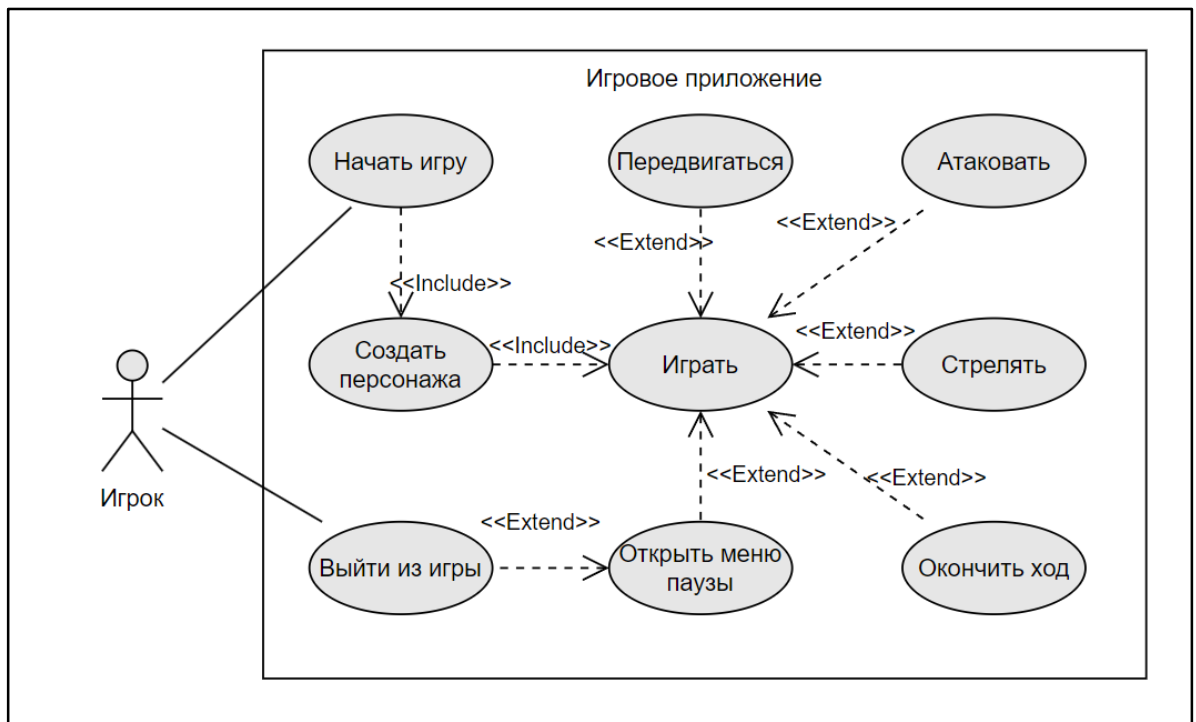 Игровое приложение
Начать игру
Передвигаться
Атаковать
<<Extend>>
<<Extend>>
<<Include>>
Создать
персонажа
<<Include>>
Играть
<<Extend>>
Стрелять
Игрок
<<Extend>>
<<Extend>>
<<Extend>>
Выйти из игры
Открыть меню
паузы
Окончить ход